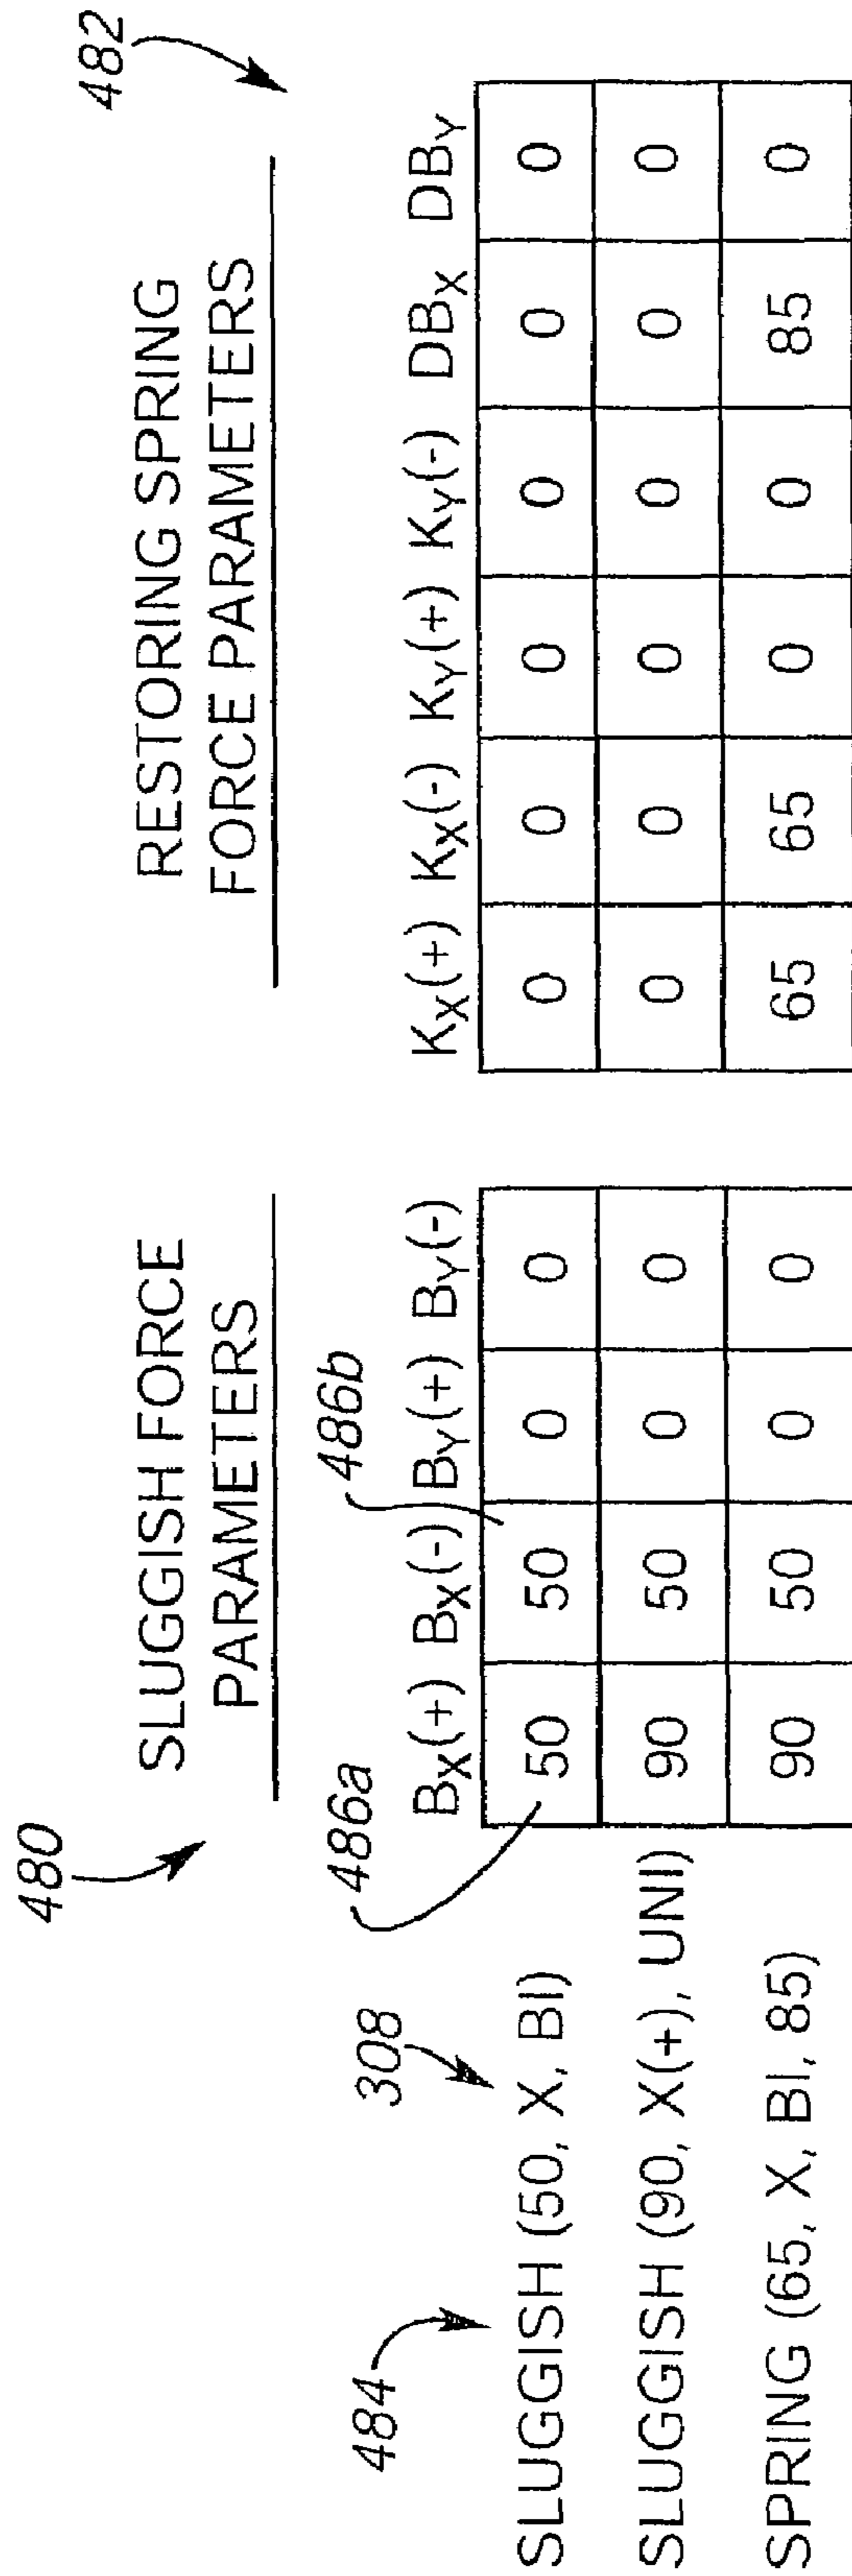 480
482
SLUGGISH FORCE
PARAMETERS
RESTORING SPRING
FORCE PARAMETERS
484
308
486a
486b
BX(+) BX(-) BY(+) BY(-)
KX(+) KX(-) KY(+) KY(-) DBX DBY
SLUGGISH (50, X, BI) 50 50 0 0 0 0 0 0 0 0
SLUGGISH (90, X(+), UNI) 90 50 0 0 0 0 0 0 0 0
SPRING (65, X, BI, 85) 90 50 0 0 65 65 0 0 85 0